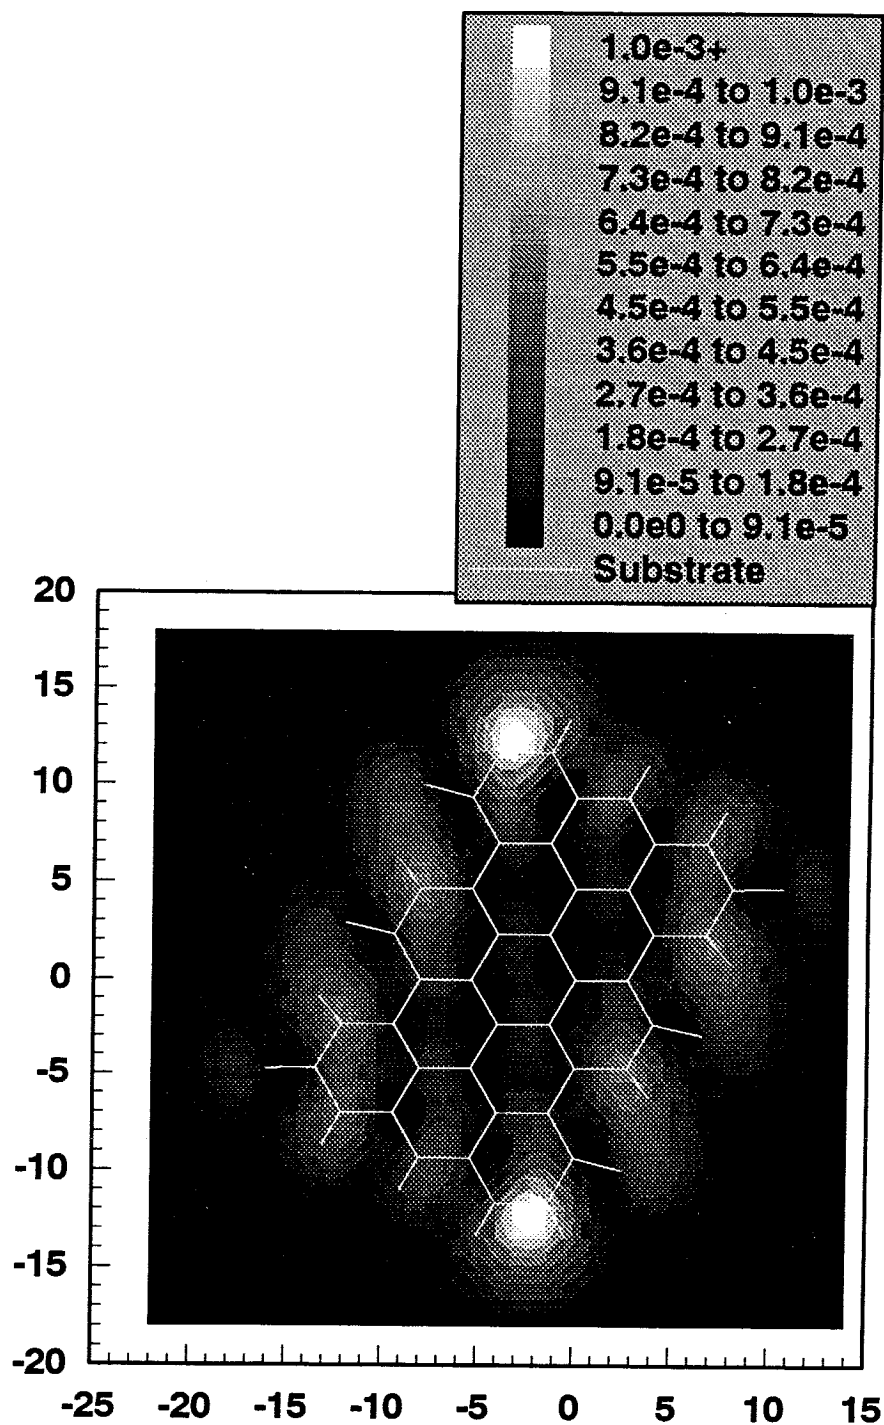 1.0e-3+
9.1e-4 to 1.0e-3
8.2e-4 to 9.1e-4
7.3e-4 to 8.2e-4
6.4e-4 to 7.3e-4
5.5e-4 to 6.4e-4
4.5e-4 to 5.5e-4
3.6e-4 to 4.5e-4
2.7e-4 to 3.6e-4
1.8e-4 to 2.7e-4
9.1e-5 to 1.8e-4
0.0e0 to 9.1e-5
Substrate
20
15
10
5
0
-5
-10
-15
-20
-25 -20 -15 -10 -5 0 5 10 15